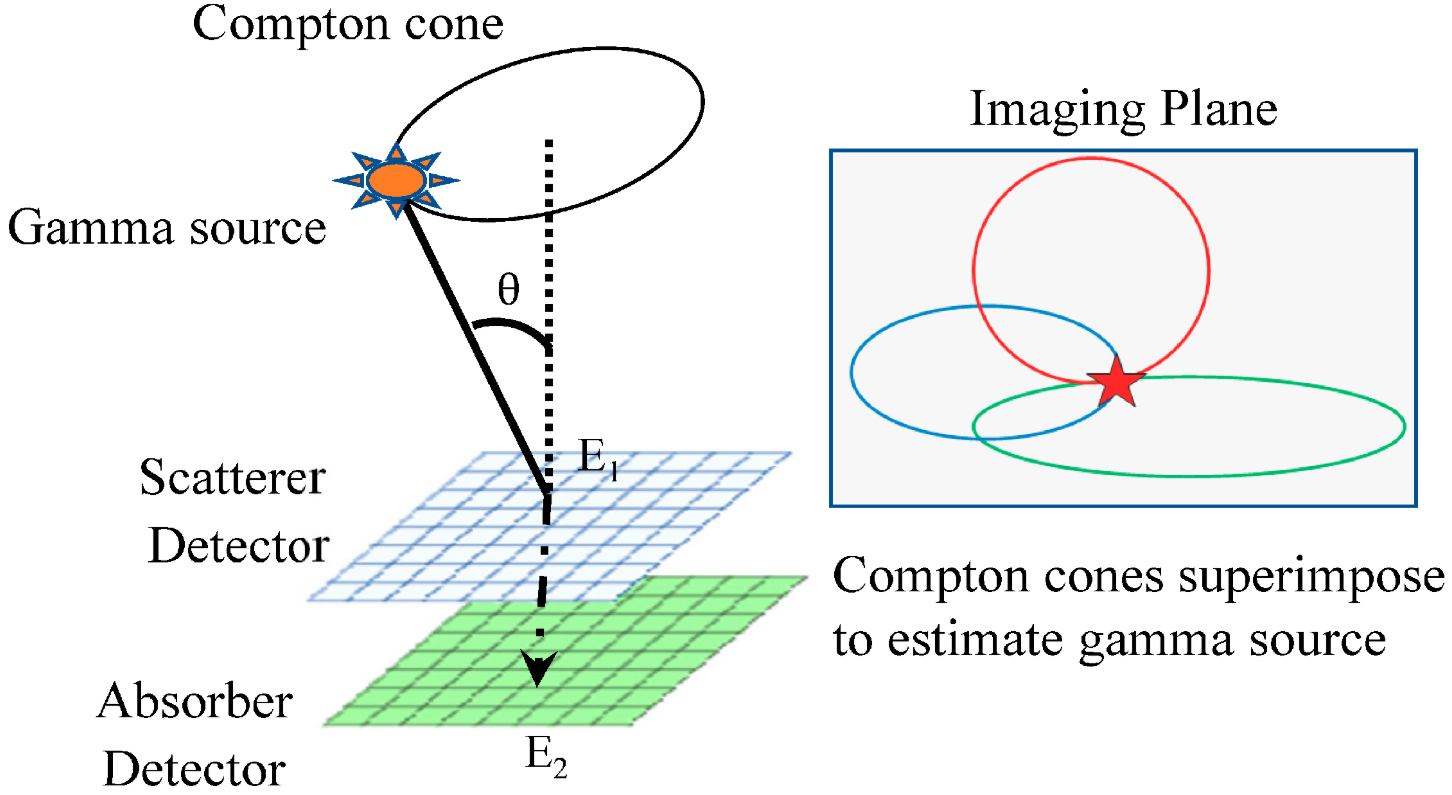 Compton cone
Gamma source
θ
E₁
Scatterer
Detector
Absorber
Detector
E₂
Imaging Plane
Compton cones superimpose
to estimate gamma source